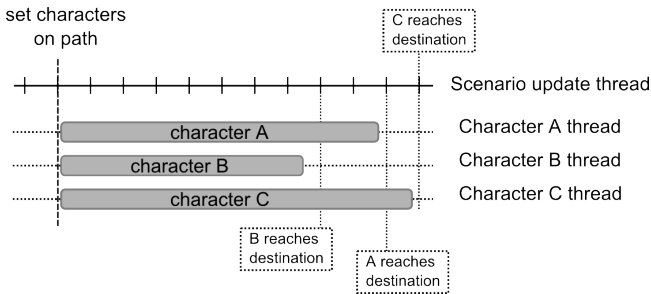 set characters
on path
C reaches
destination
Scenario update thread
character A
Character A thread
character B
Character B thread
character C
Character C thread
B reaches
destination
A reaches
destination